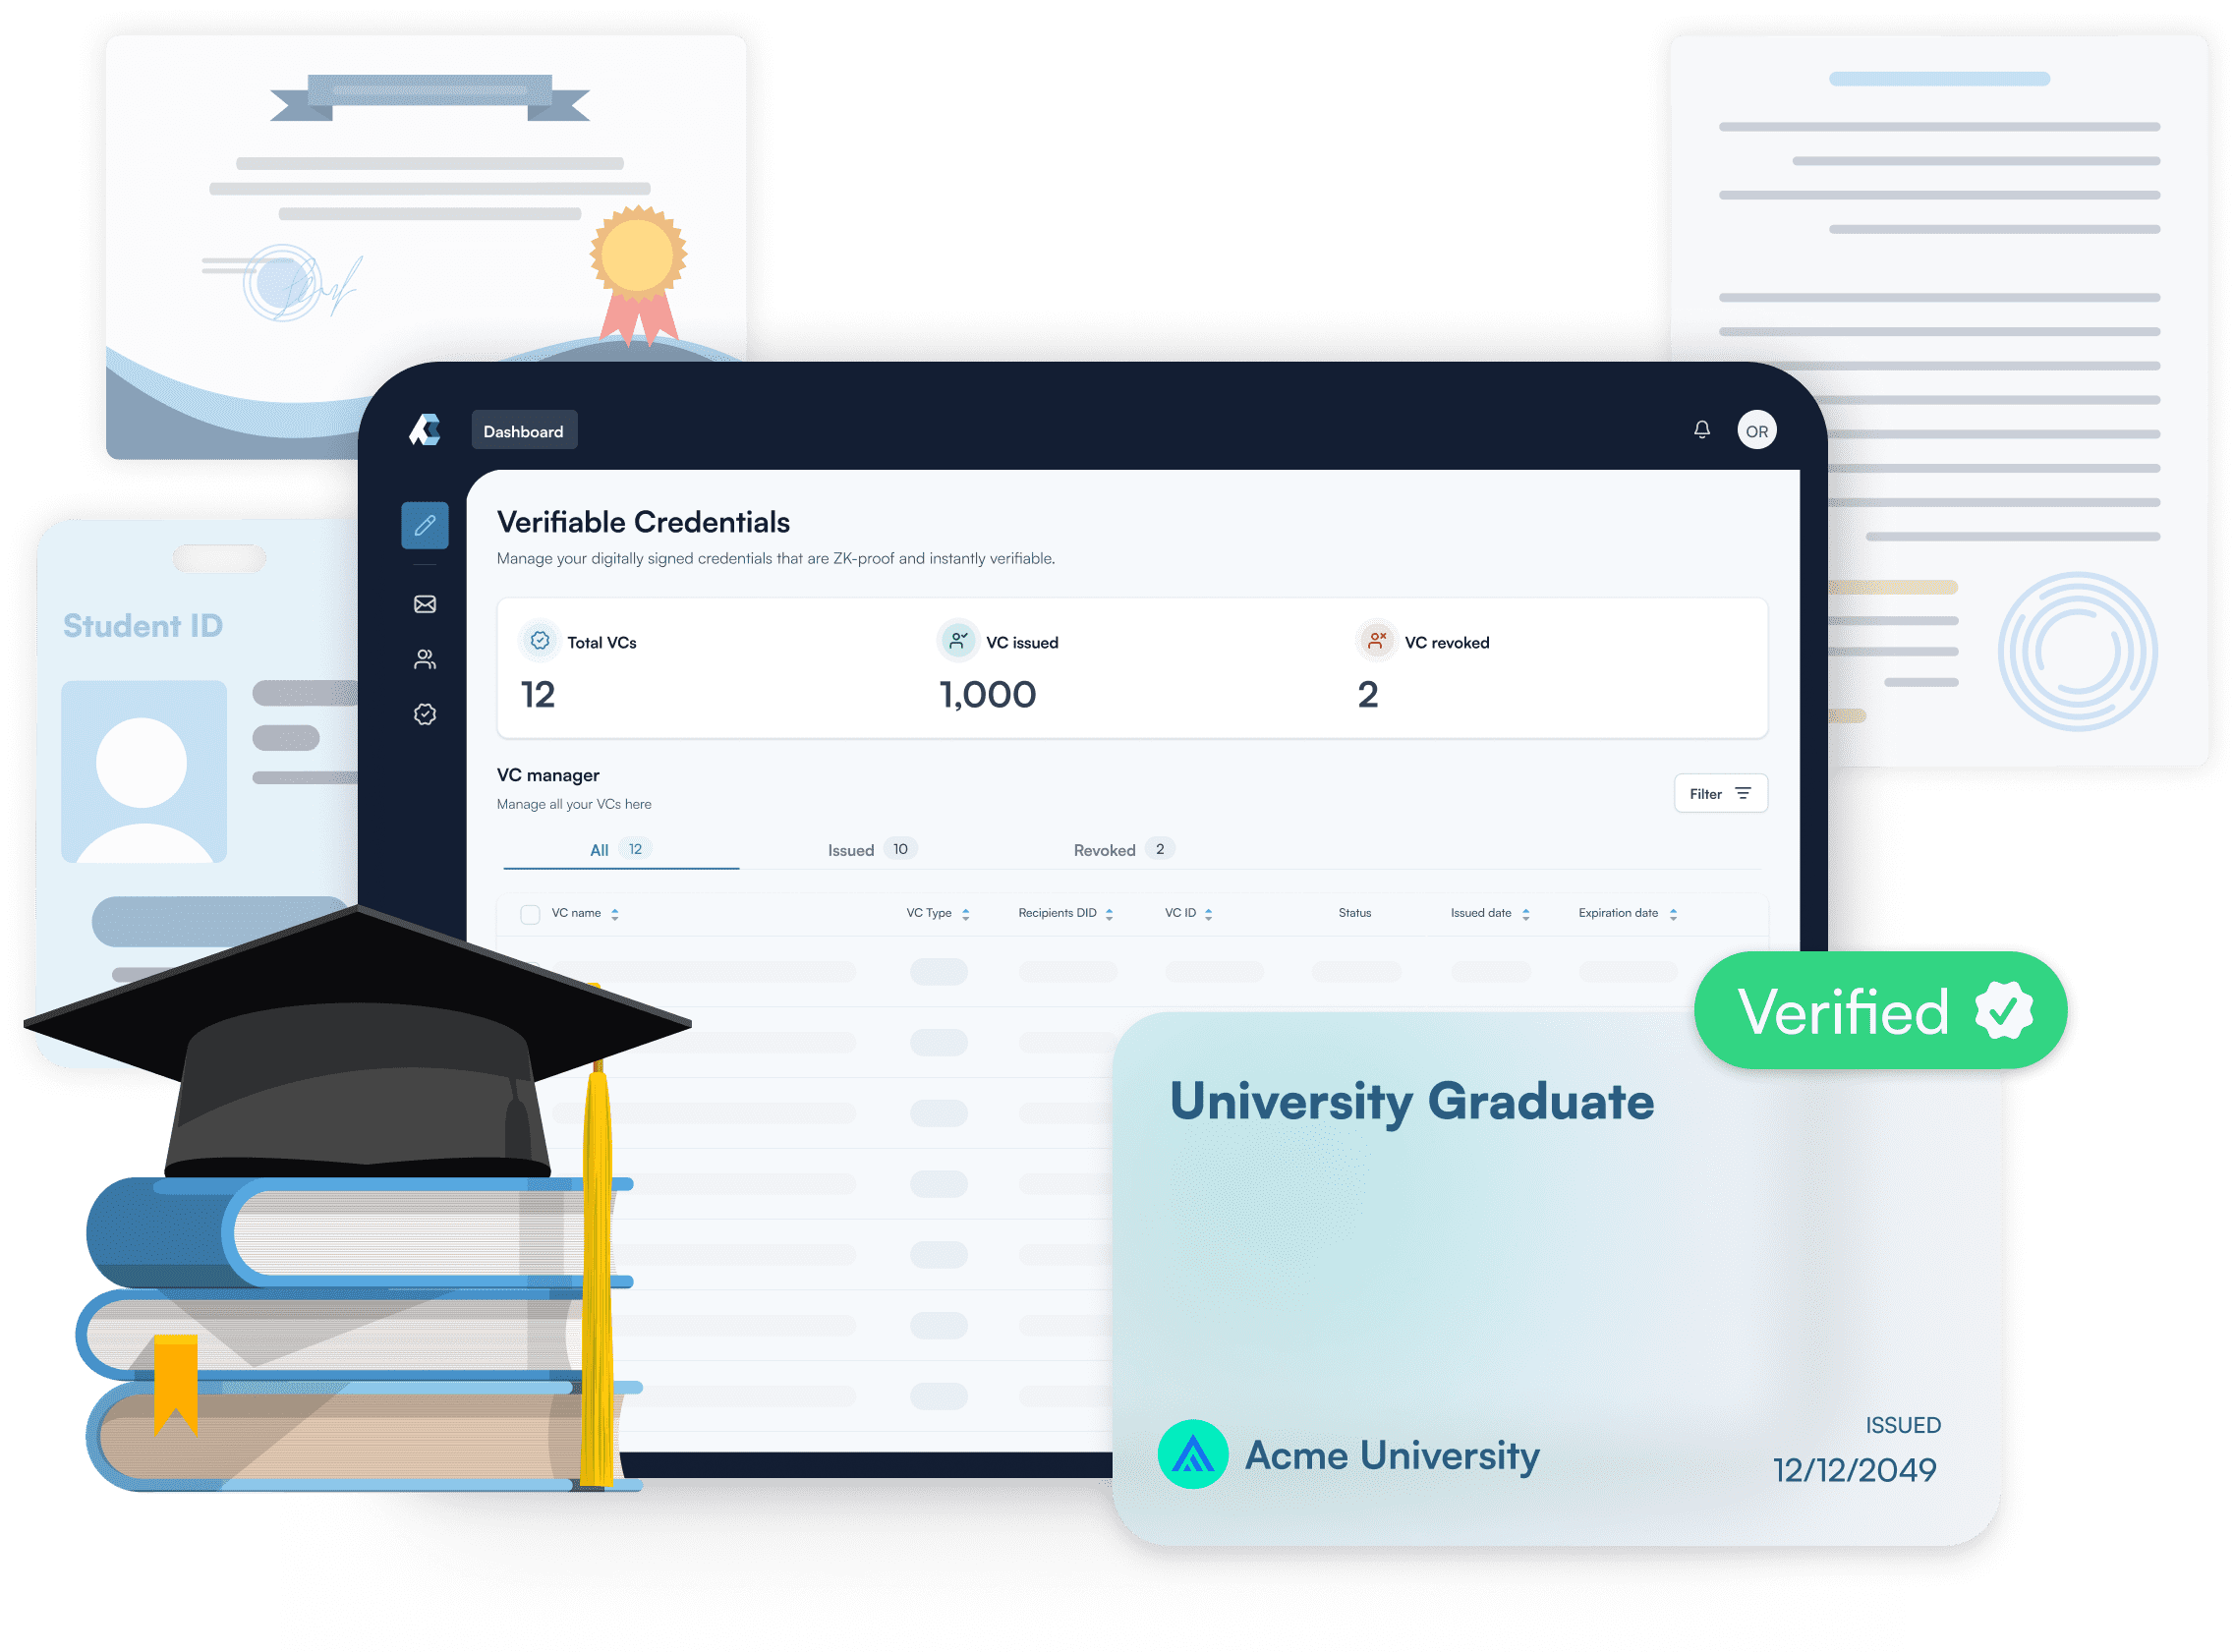 Dashboard
OR
Verifiable Credentials
Manage your digitally signed credentials that are ZK-proof and instantly verifiable.
Student ID
Total VCs
VC issued
VC revoked
12
1,000
2
VC manager
Manage all your VCs here
Filter
All 12
Issued 10
Revoked 2
VC name
VC Type
Recipients DID
VC ID
Status
Issued date
Expiration date
Verified
University Graduate
Acme University
ISSUED
12/12/2049